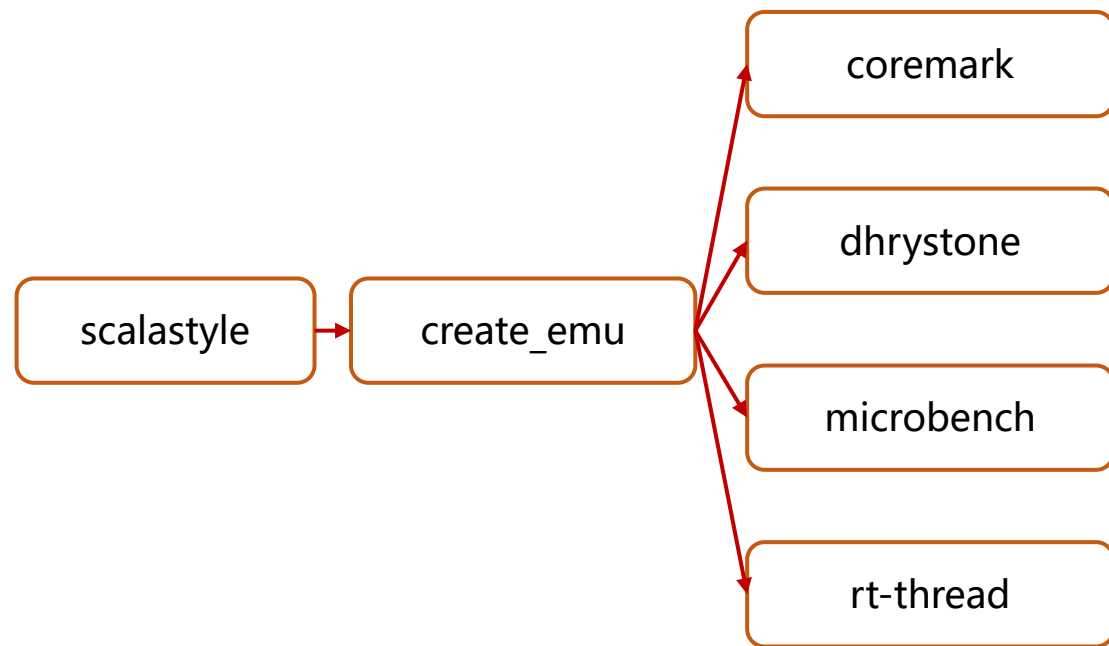 scalastyle
create_emu
coremark
dhrystone
microbench
rt-thread